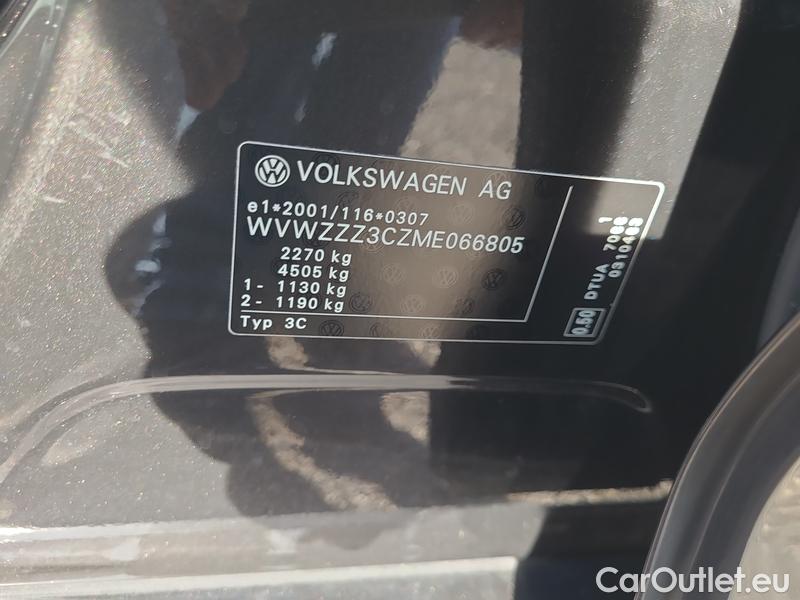 VOLKSWAGEN AG
e1*2001/116*0307
WVWZZZ3CZME066805
2270 kg
4505 kg
1- 1130 kg
2- 1190 kg
Typ 3C
0.50
DTUA
CarOutlet.eu